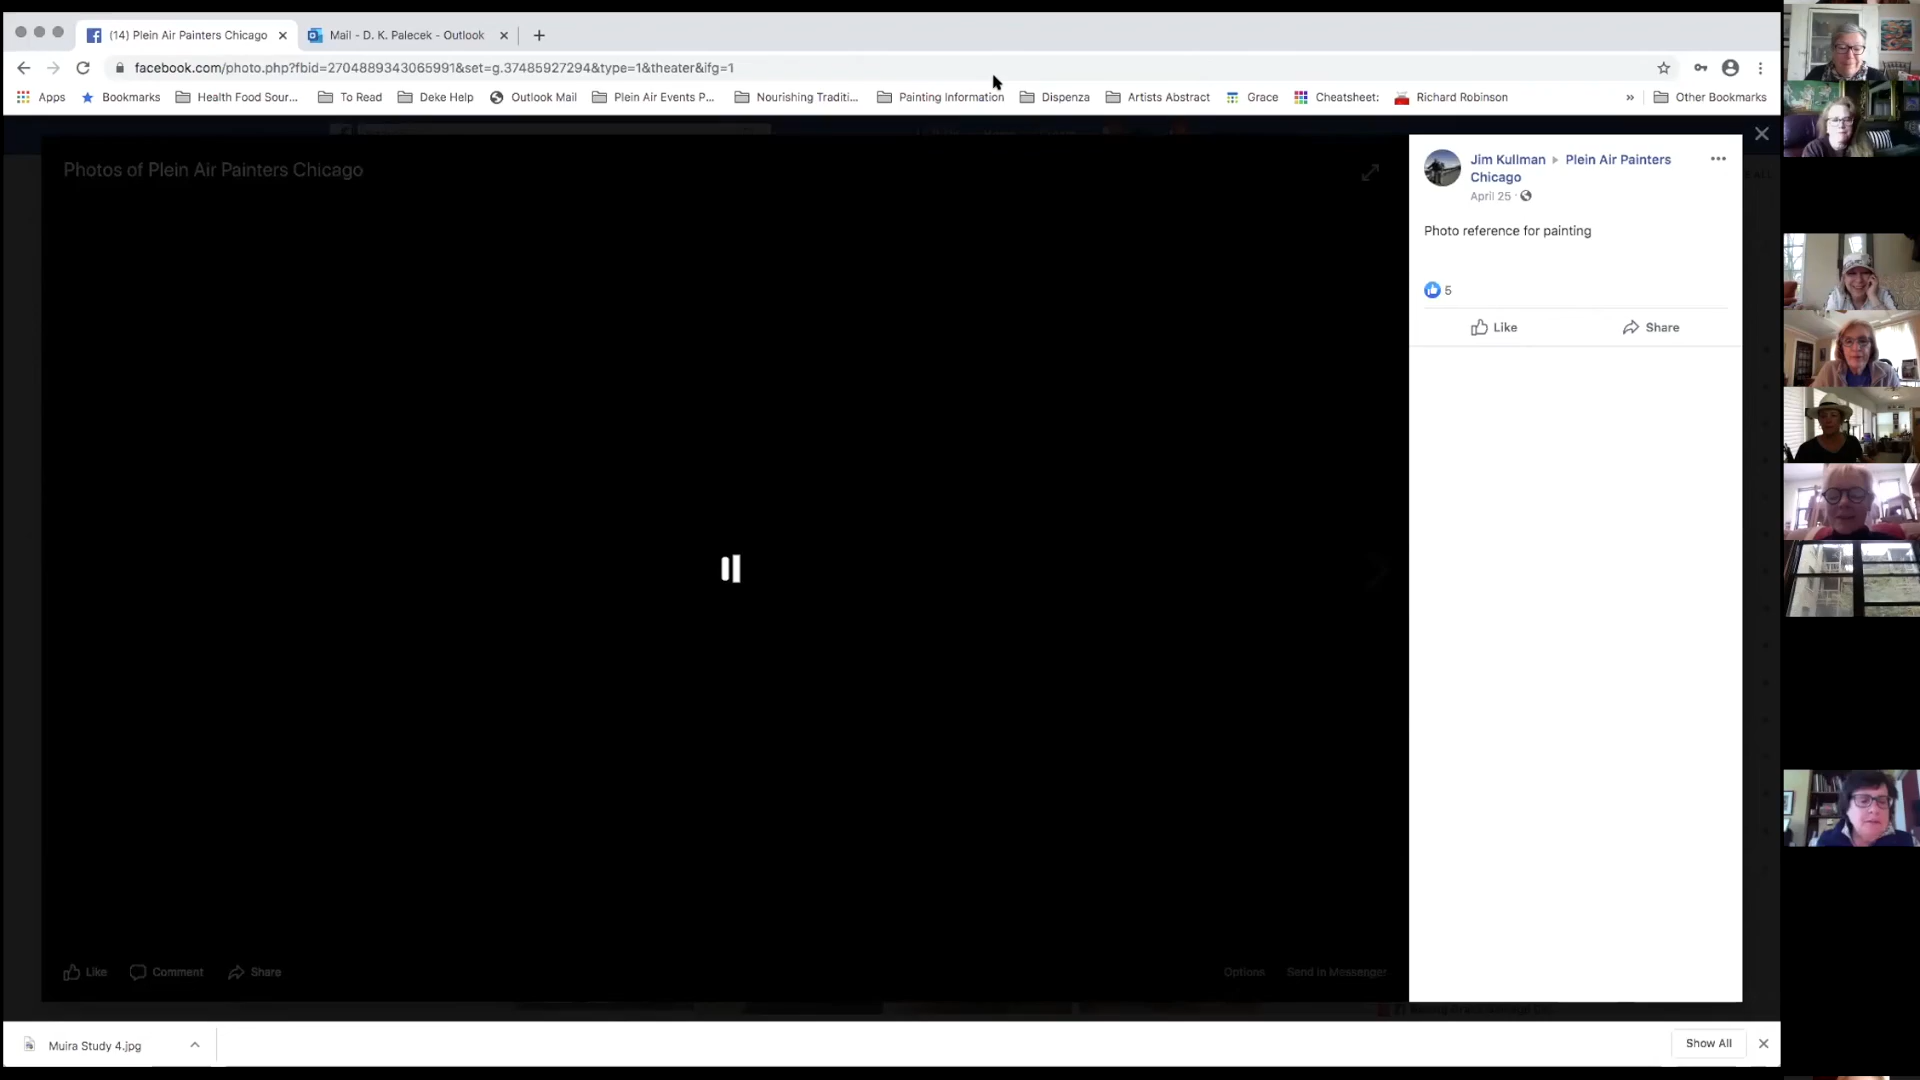 (14) Plein Air Painters Chicago
Mail - D. K. Palecek - Outlook
facebook.com/photo.php?fbid=2704889343065991&set=g.37485927294&type=1&theater&ifg=1
Apps Bookmarks Health Food Sour... To Read Deke Help Outlook Mail Plein Air Events P... Nourishing Traditi... Painting Information Dispenza Artists Abstract Grace Cheatsheet: Richard Robinson » Other Bookmarks
Photos of Plein Air Painters Chicago
Jim Kullman Plein Air Painters
Chicago
April 25
Photo reference for painting
5
Like Share
Like Comment Share Options Send in Messenger
Muira Study 4.jpg
Show All